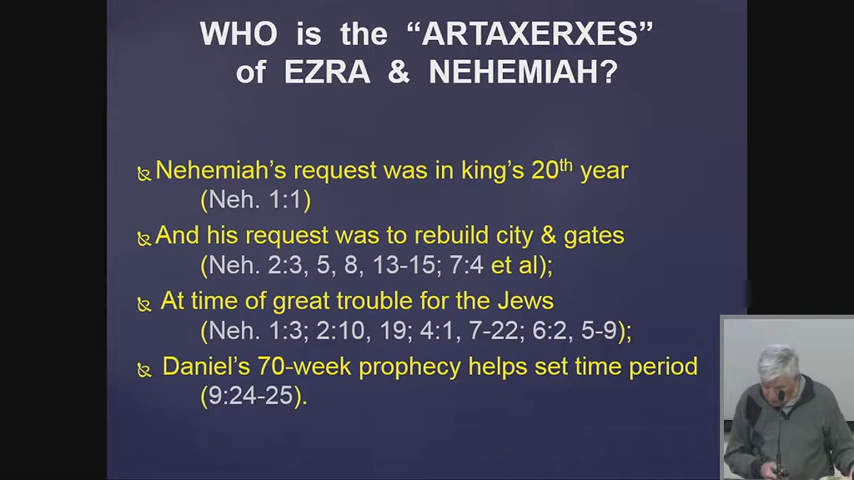 WHO is the “ARTAXERXES”
of EZRA & NEHEMIAH?
Nehemiah’s request was in king’s 20th year
(Neh. 1:1)
And his request was to rebuild city & gates
(Neh. 2:3, 5, 8, 13-15; 7:4 et al);
At time of great trouble for the Jews
(Neh. 1:3; 2:10, 19; 4:1, 7-22; 6:2, 5-9);
Daniel’s 70-week prophecy helps set time period
(9:24-25).